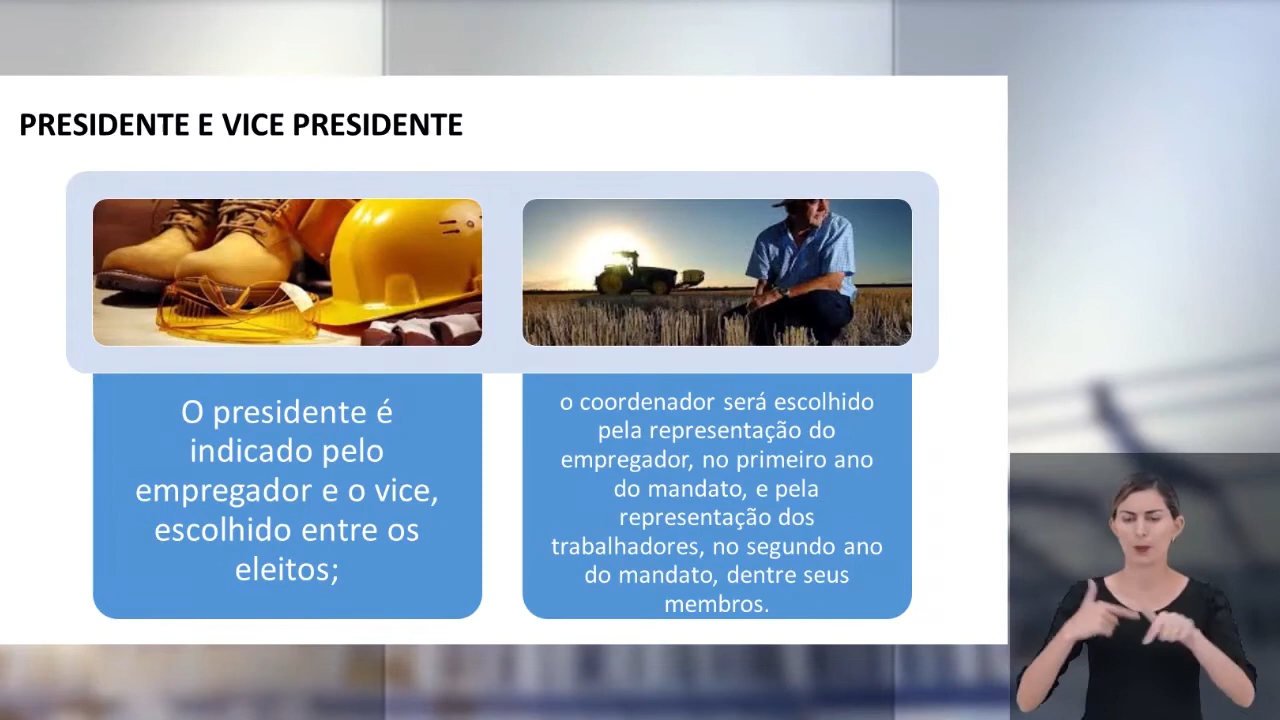 PRESIDENTE E VICE PRESIDENTE
O presidente é
indicado pelo
empregador e o vice,
escolhido entre os
eleitos;
o coordenador será escolhido
pela representação do
empregador, no primeiro ano
do mandato, e pela
representação dos
trabalhadores, no segundo ano
do mandato, dentre seus
membros.